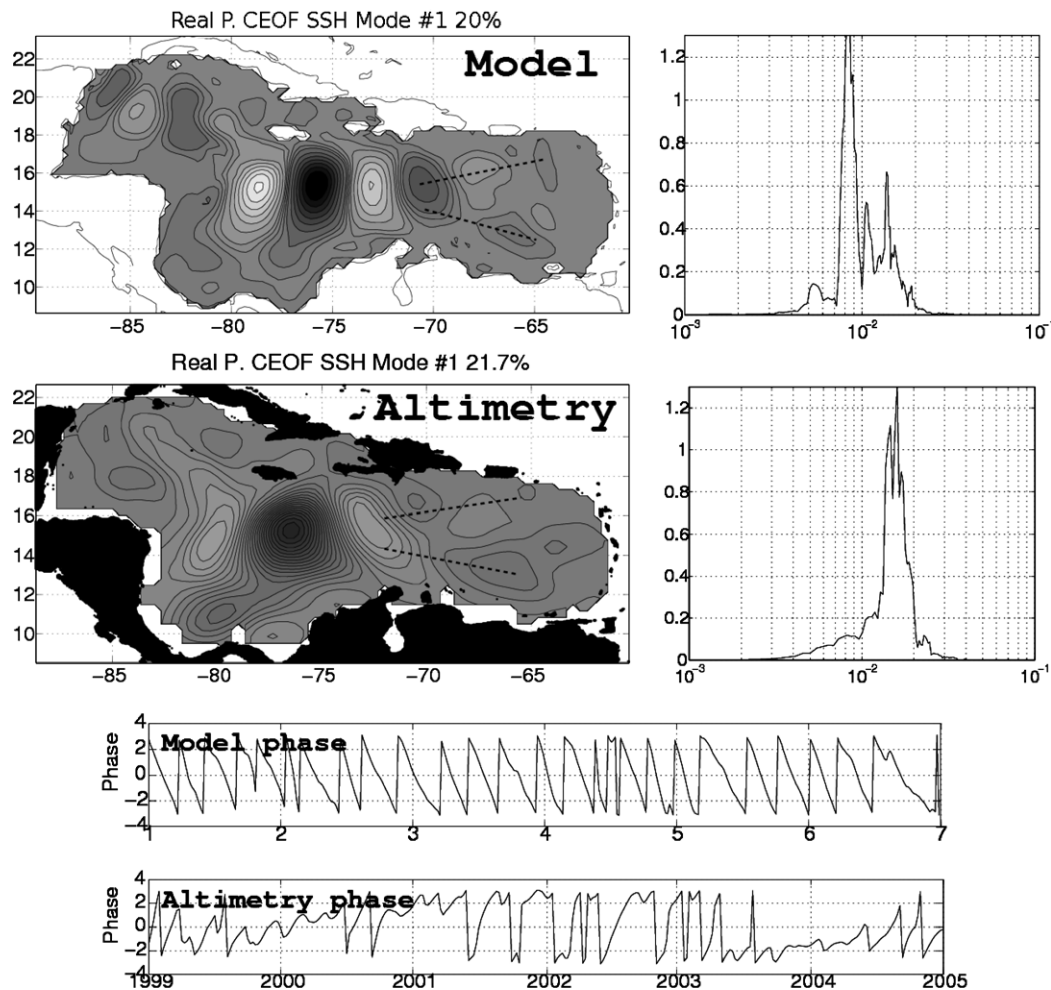 Real P. CEOF SSH Mode #1 20%
Model
22
20
18
16
14
12
10
−85 −80 −75 −70 −65
1.2
1
0.8
0.6
0.4
0.2
0
10−3 10−2 10−1
Real P. CEOF SSH Mode #1 21.7%
Altimetry
22
20
18
16
14
12
10
−85 −80 −75 −70 −65
1.2
1
0.8
0.6
0.4
0.2
0
10−3 10−2 10−1
Phase
4
2
0
−2
−4
Model phase
1 2 3 4 5 6 7
Phase
4
2
0
−2
−4
Altimetry phase
1999 2000 2001 2002 2003 2004 2005